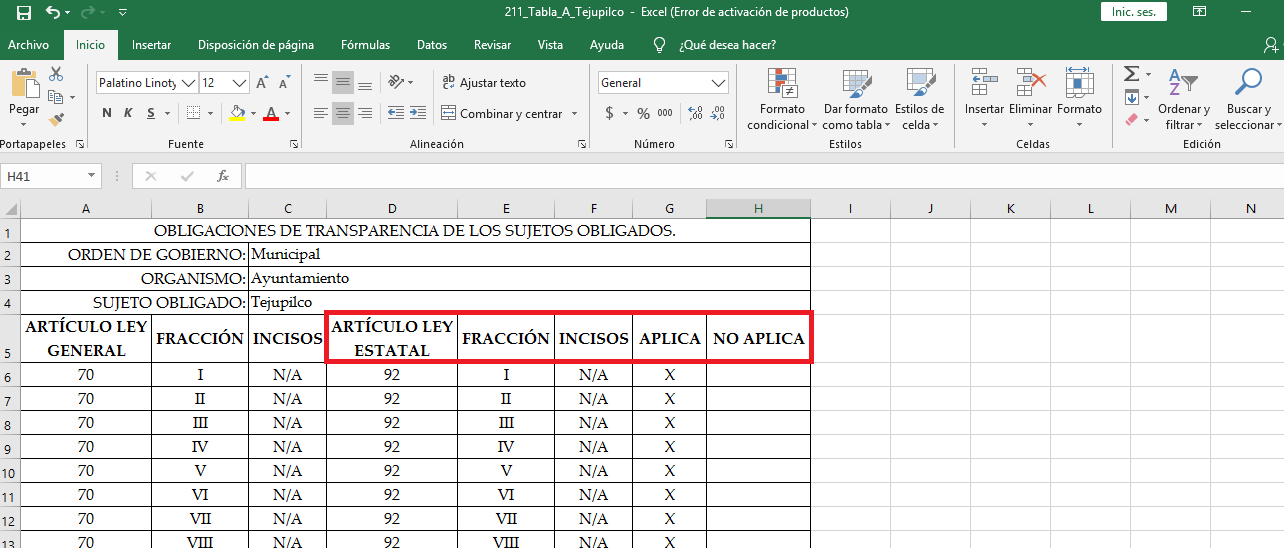 211_Tabla_A_Tejupilco - Excel (Error de activación de productos)
Inic. ses.
Archivo Inicio Insertar Disposición de página Fórmulas Datos Revisar Vista Ayuda ¿Qué desea hacer?
Pegar
Palatino Linoty 12
N K S
A A
ab Ajustar texto
Combinar y centrar
General
$ % 000
Formato condicional
Dar formato como tabla
Estilos de celda
Insertar Eliminar Formato
Ordenar y filtrar
Buscar y seleccionar
Portapapeles Fuente Alineación Número Estilos Celdas Edición
H41 fx
A B C D E F G H I J K L M N
1 OBLIGACIONES DE TRANSPARENCIA DE LOS SUJETOS OBLIGADOS.
2 ORDEN DE GOBIERNO: Municipal
3 ORGANISMO: Ayuntamiento
4 SUJETO OBLIGADO: Tejupilco
5 ARTÍCULO LEY GENERAL FRACCIÓN INCISOS ARTÍCULO LEY ESTATAL FRACCIÓN INCISOS APLICA NO APLICA
6 70 I N/A 92 I N/A X
7 70 II N/A 92 II N/A X
8 70 III N/A 92 III N/A X
9 70 IV N/A 92 IV N/A X
10 70 V N/A 92 V N/A X
11 70 VI N/A 92 VI N/A X
12 70 VII N/A 92 VII N/A X
13 70 VIII N/A 92 VIII N/A X